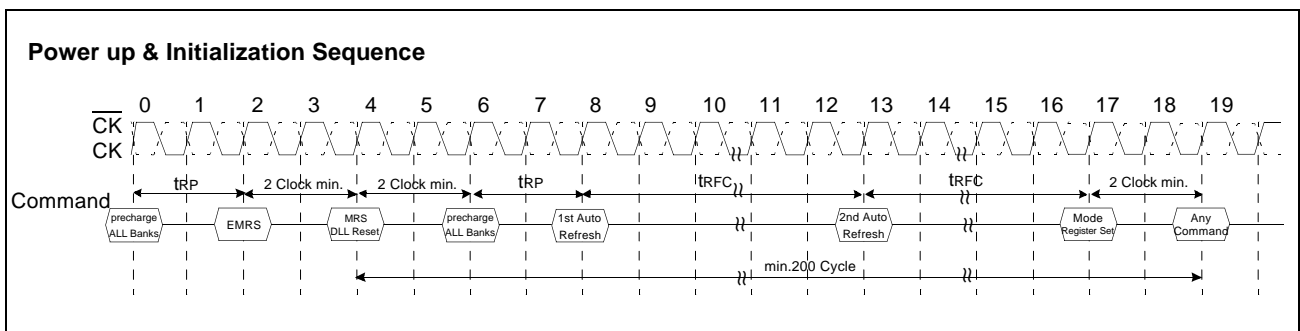 Power up & Initialization Sequence
0 1 2 3 4 5 6 7 8 9 10 11 12 13 14 15 16 17 18 19
CK
CK
tRP 2 Clock min. 2 Clock min. tRP tRFC tRFC 2 Clock min.
Command
precharge
ALL Banks
EMRS
MRS
DLL Reset
precharge
ALL Banks
1st Auto
Refresh
2nd Auto
Refresh
Mode
Register Set
Any
Command
min.200 Cycle